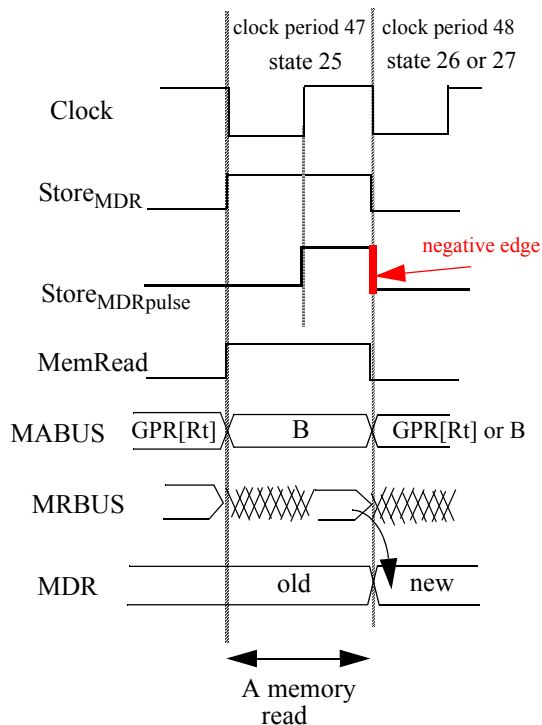 clock period 47 clock period 48
state 25 state 26 or 27
Clock
StoreMDR
negative edge
StoreMDRpulse
MemRead
MABUS GPR[Rt] B GPR[Rt] or B
MRBUS
MDR old new
A memory
read